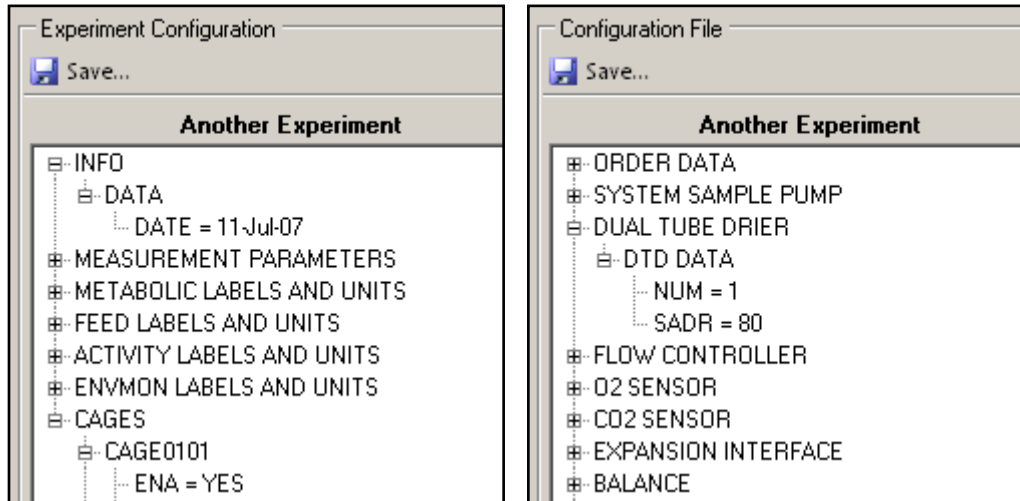 Experiment Configuration
Save...
Another Experiment
INFO
DATA
DATE = 11-Jul-07
MEASUREMENT PARAMETERS
METABOLIC LABELS AND UNITS
FEED LABELS AND UNITS
ACTIVITY LABELS AND UNITS
ENVMON LABELS AND UNITS
CAGES
CAGE0101
ENA = YES
Configuration File
Save...
Another Experiment
ORDER DATA
SYSTEM SAMPLE PUMP
DUAL TUBE DRIER
DTD DATA
NUM = 1
SADR = 80
FLOW CONTROLLER
O2 SENSOR
CO2 SENSOR
EXPANSION INTERFACE
BALANCE